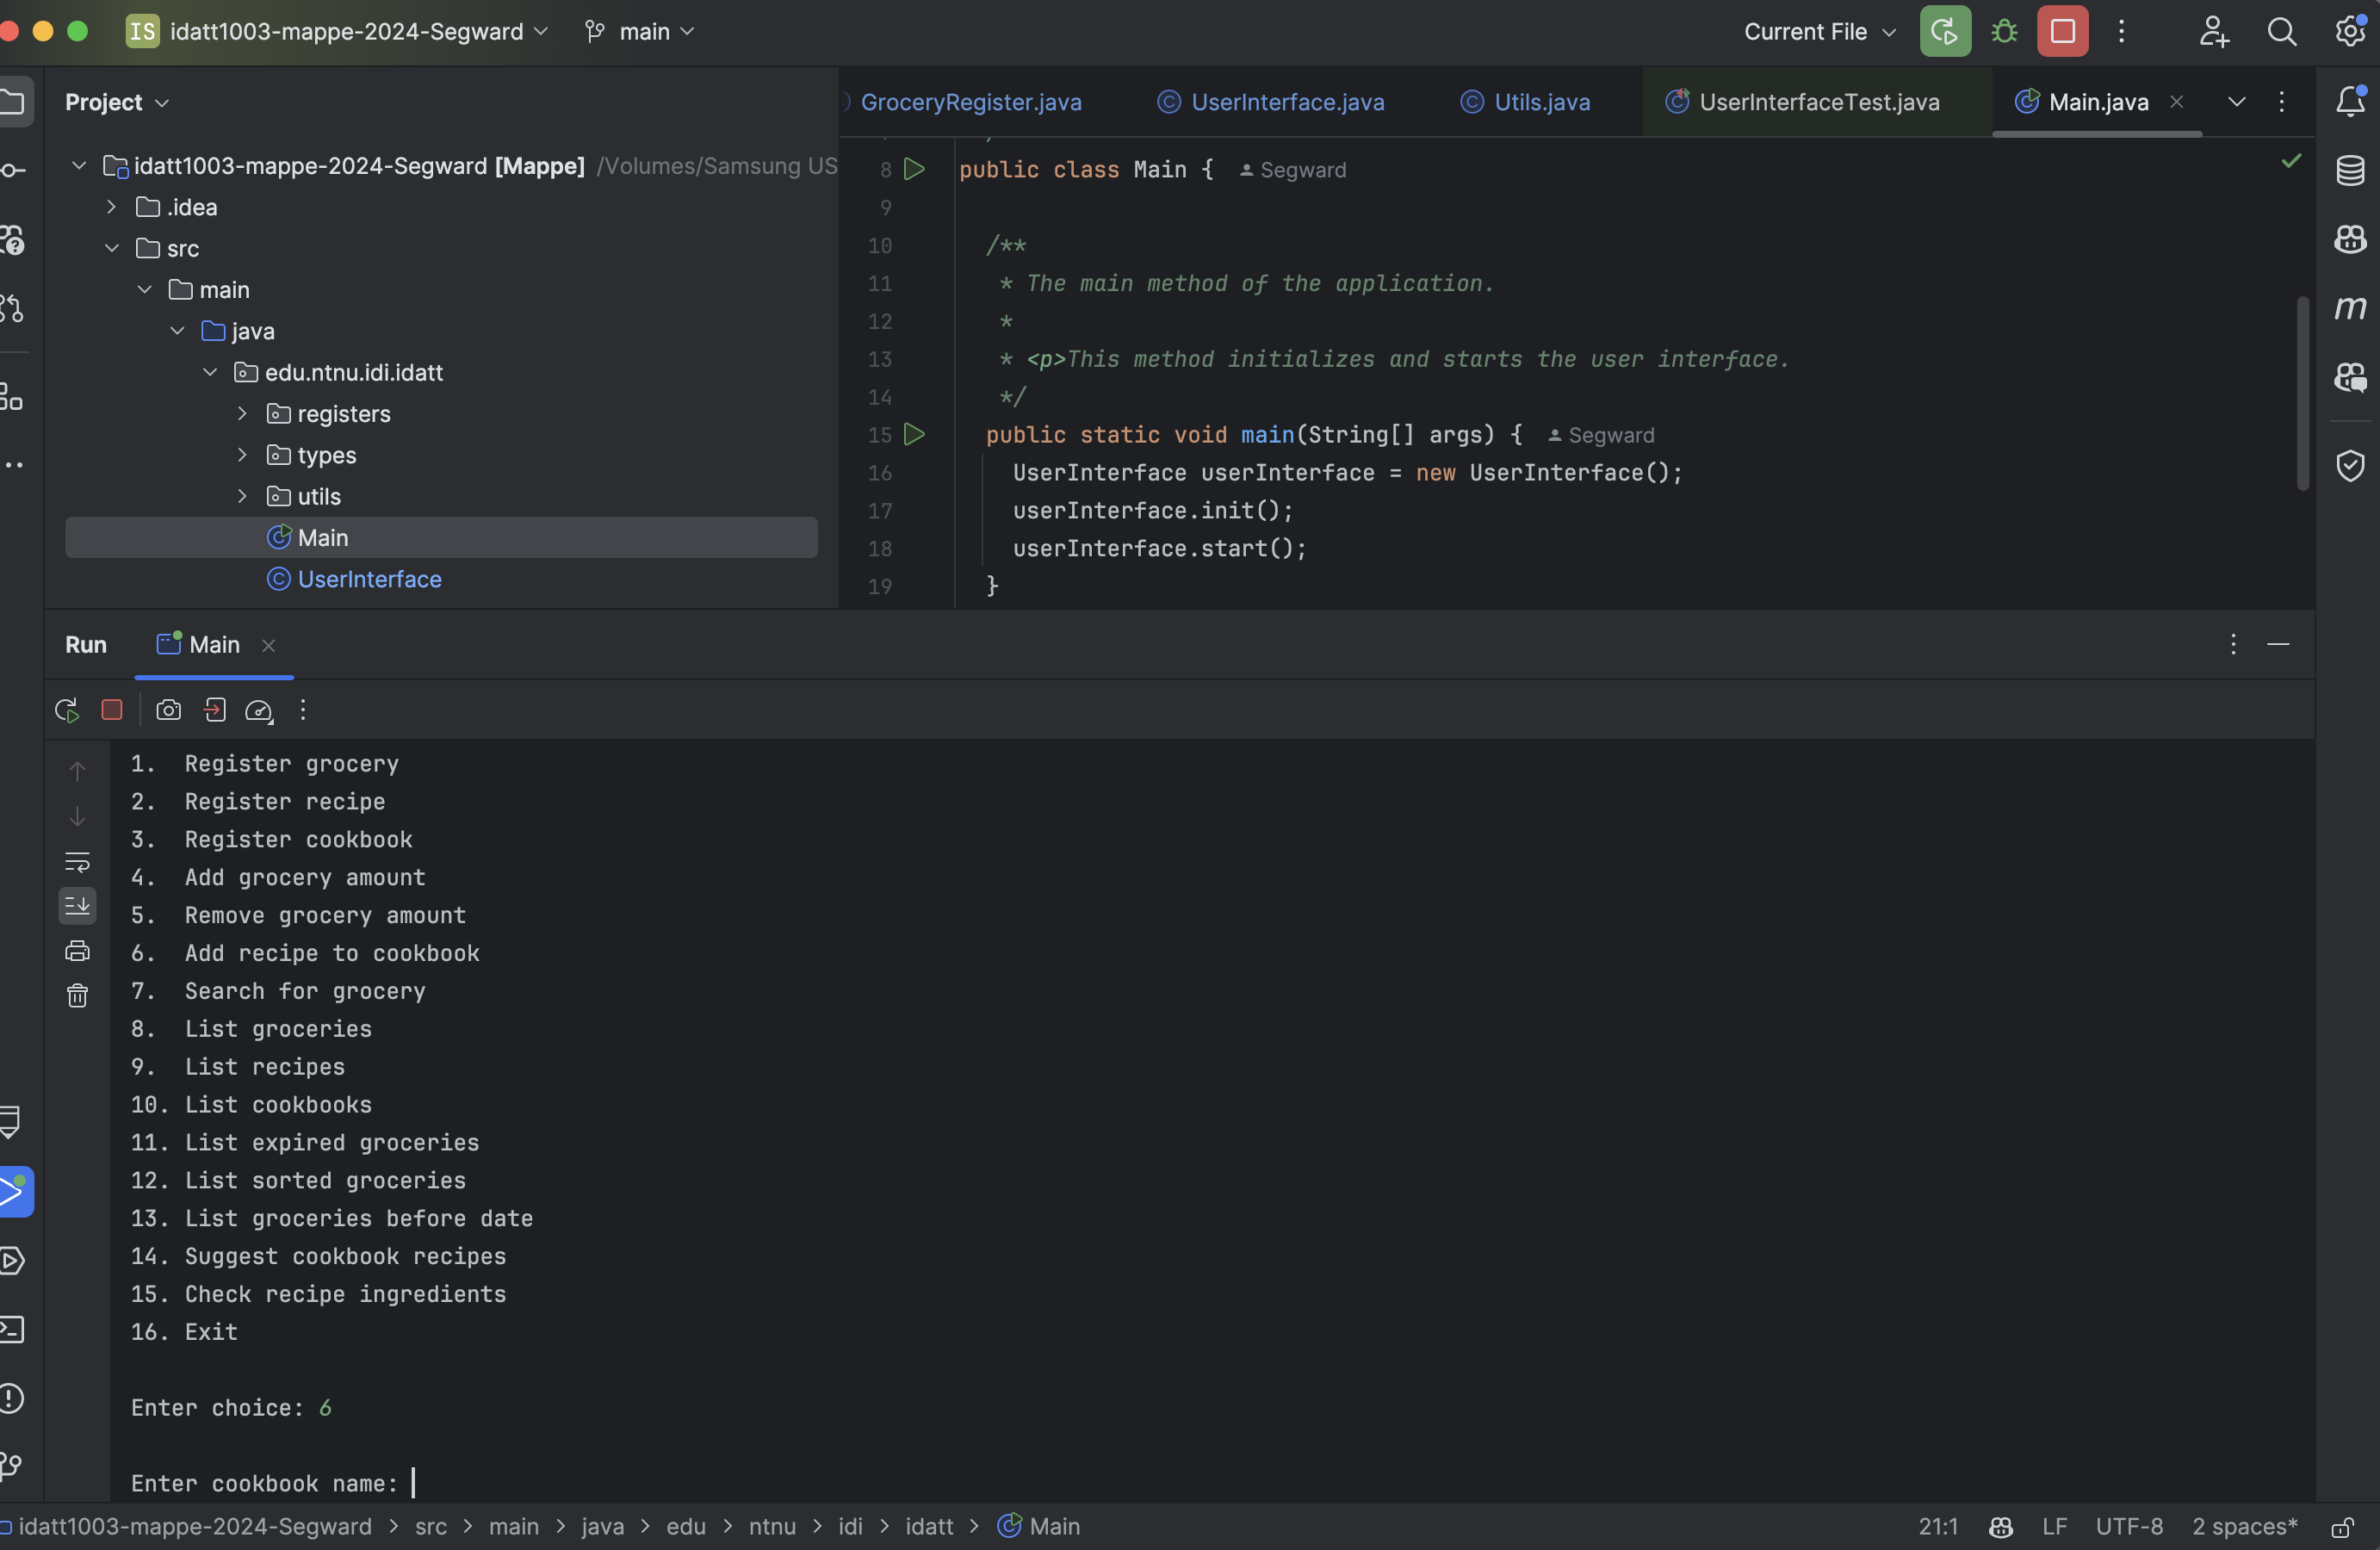 IS idatt1003-mappe-2024-Segward main Current File
Project
GroceryRegister.java UserInterface.java Utils.java UserInterfaceTest.java Main.java
idatt1003-mappe-2024-Segward [Mappe] /Volumes/Samsung US
.idea
src
main
java
edu.ntnu.idi.idatt
registers
types
utils
Main
UserInterface
8 public class Main { Segward
9
10 /**
11 * The main method of the application.
12 *
13 * <p>This method initializes and starts the user interface.
14 */
15 public static void main(String[] args) { Segward
16 UserInterface userInterface = new UserInterface();
17 userInterface.init();
18 userInterface.start();
19 }
Run Main
1. Register grocery
2. Register recipe
3. Register cookbook
4. Add grocery amount
5. Remove grocery amount
6. Add recipe to cookbook
7. Search for grocery
8. List groceries
9. List recipes
10. List cookbooks
11. List expired groceries
12. List sorted groceries
13. List groceries before date
14. Suggest cookbook recipes
15. Check recipe ingredients
16. Exit
Enter choice: 6
Enter cookbook name:
idatt1003-mappe-2024-Segward > src > main > java > edu > ntnu > idi > idatt > Main 21:1 LF UTF-8 2 spaces*